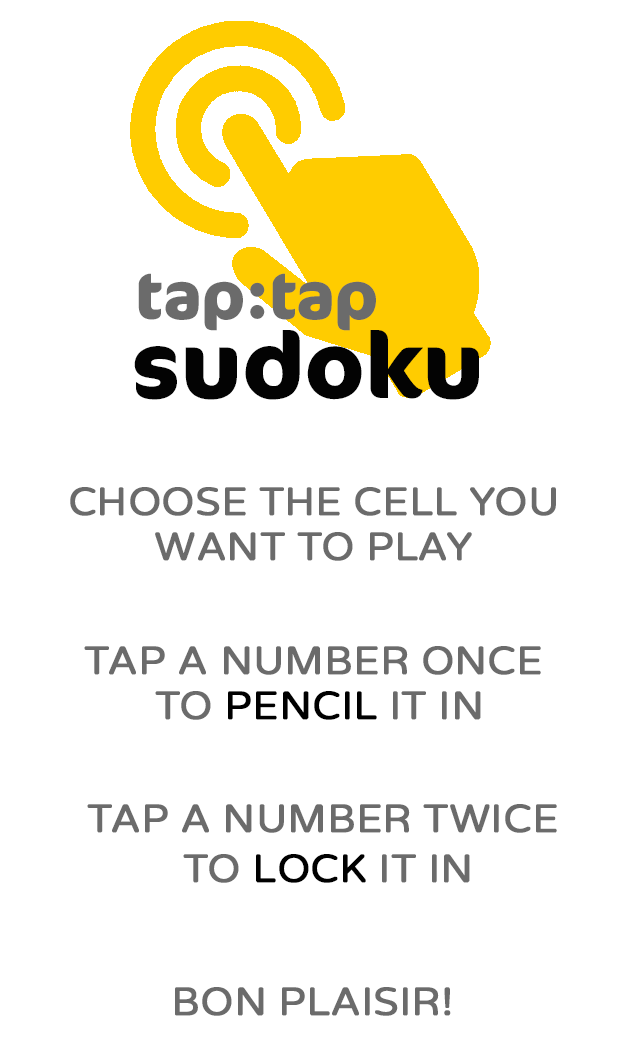 tap:tap
sudoku
CHOOSE THE CELL YOU
WANT TO PLAY
TAP A NUMBER ONCE
TO PENCIL IT IN
TAP A NUMBER TWICE
TO LOCK IT IN
BON PLAISIR!